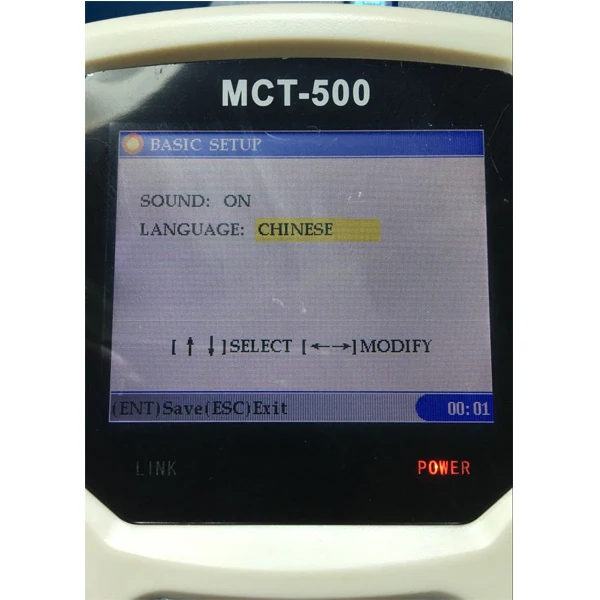 MCT-500
BASIC SETUP
SOUND: ON
LANGUAGE: CHINESE
[↑ ↓]SELECT [←→]MODIFY
(ENT)Save(ESC)Exit 00:01
LINK POWER